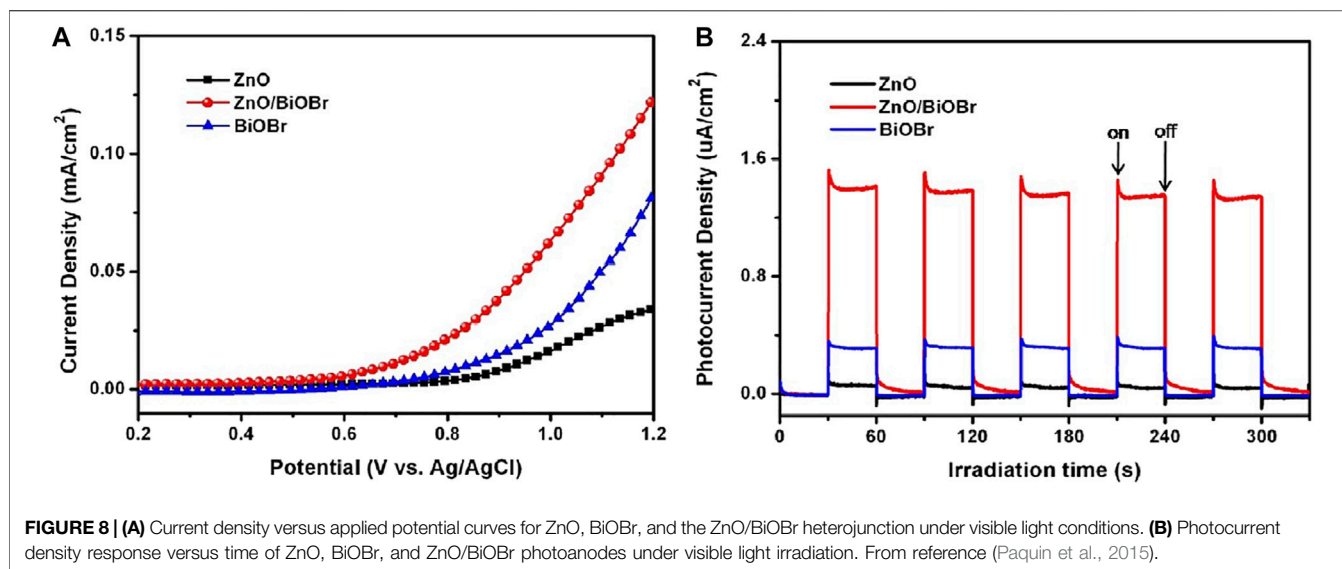 A
0.15
0.10
0.05
0.00
Current Density (mA/cm²)
ZnO
ZnO/BiOBr
BiOBr
0.2 0.4 0.6 0.8 1.0 1.2
Potential (V vs. Ag/AgCl)
B
2.4
1.6
0.8
0.0
Photocurrent Density (uA/cm²)
ZnO
ZnO/BiOBr
BiOBr
on off
0 60 120 180 240 300
Irradiation time (s)
FIGURE 8 | (A) Current density versus applied potential curves for ZnO, BiOBr, and the ZnO/BiOBr heterojunction under visible light conditions. (B) Photocurrent
density response versus time of ZnO, BiOBr, and ZnO/BiOBr photoanodes under visible light irradiation. From reference (Paquin et al., 2015).